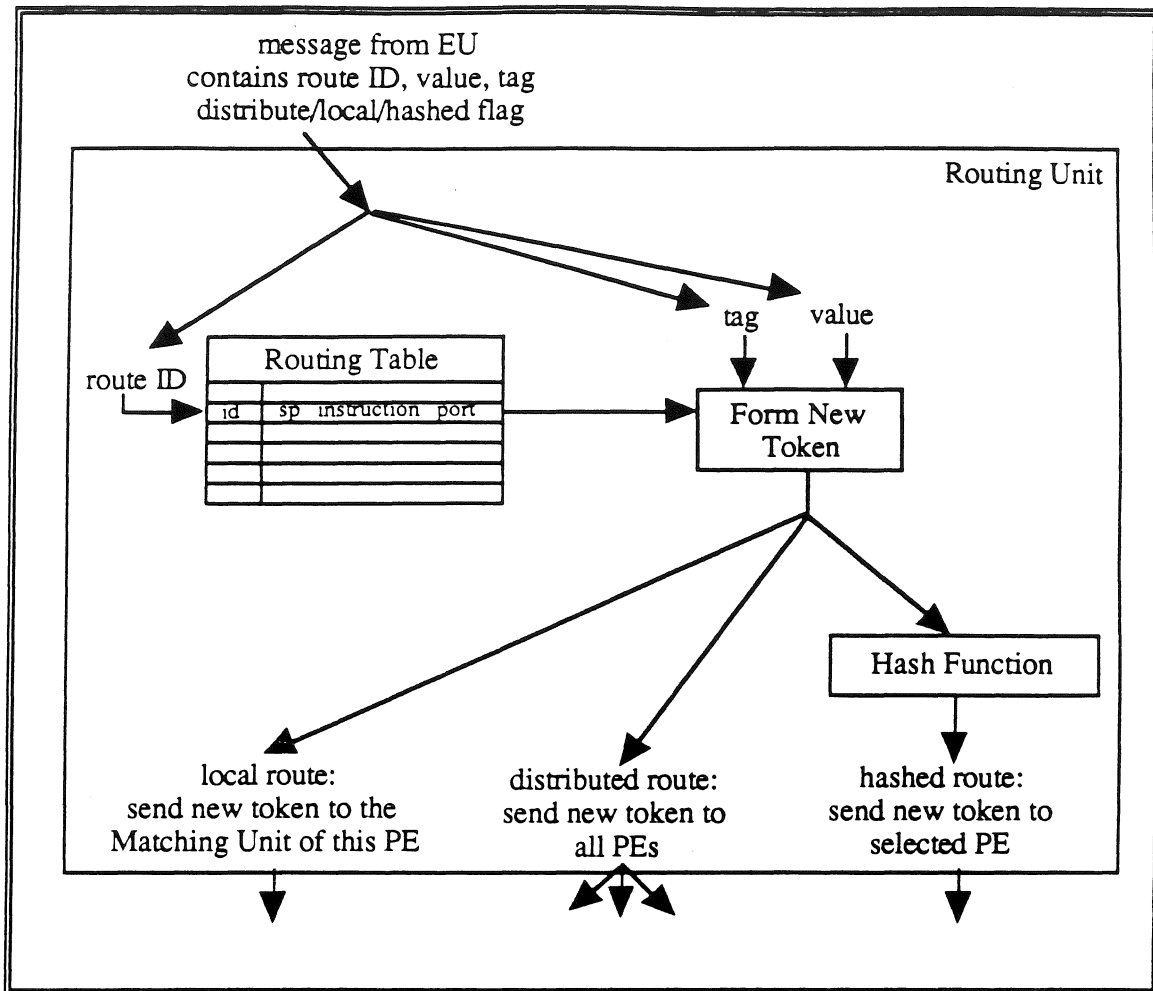 message from EU
contains route ID, value, tag
distribute/local/hashed flag
Routing Unit
tag value
route ID
Routing Table
id sp instruction port
Form New
Token
Hash Function
local route:
send new token to the
Matching Unit of this PE
distributed route:
send new token to
all PEs
hashed route:
send new token to
selected PE